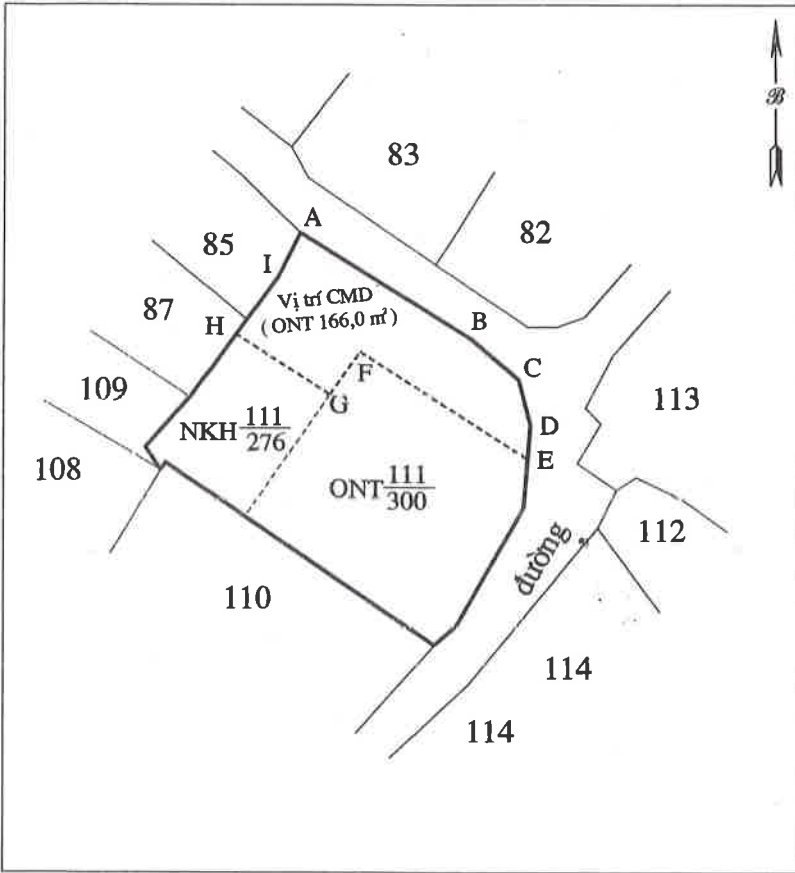 B
83
82
A
85
I
Vị trí CMD
( ONT 166,0 m²)
B
87
H
F
C
113
109
G
D
NKH 111/276
E
ONT 111/300
108
112
đường
110
114
114